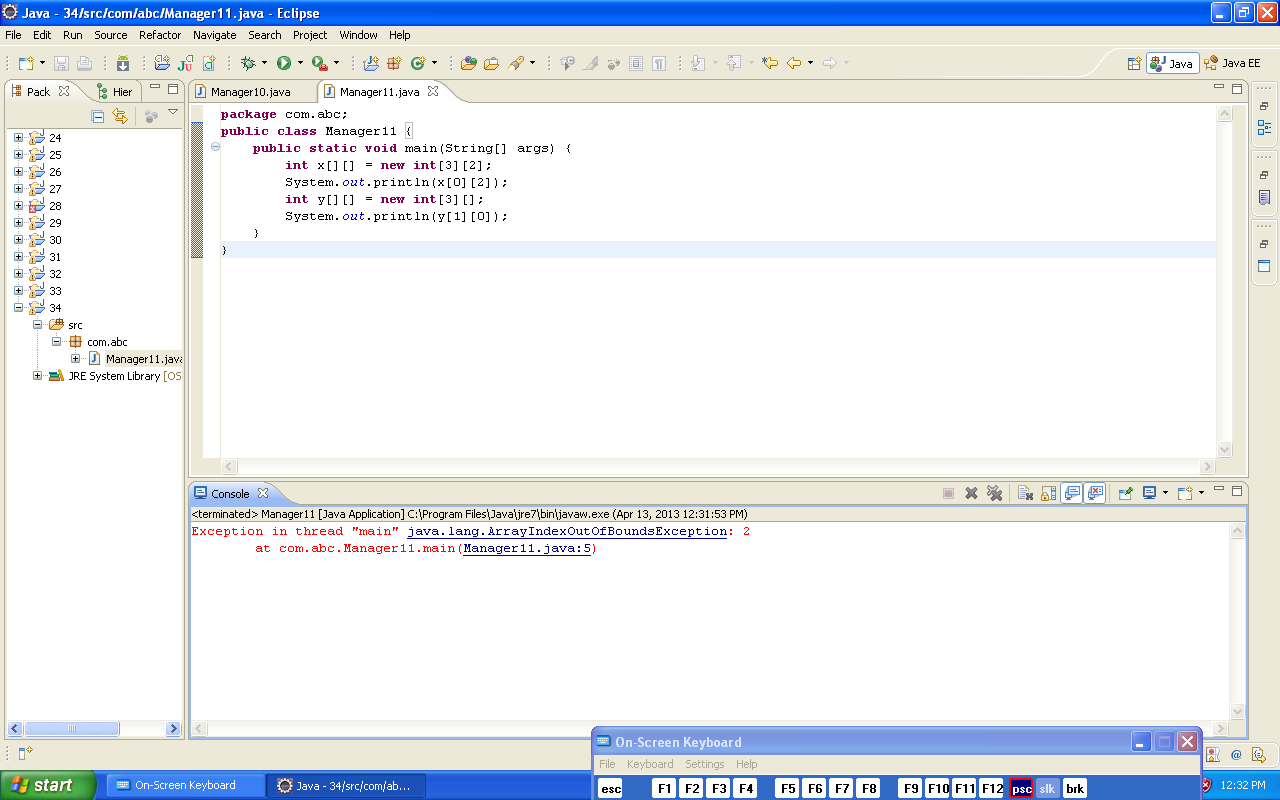 Java - 34/src/com/abc/Manager11.java - Eclipse
File Edit Run Source Refactor Navigate Search Project Window Help
Java Java EE
Pack Hier
Manager10.java Manager11.java
24
25
26
27
28
29
30
31
32
33
34
src
com.abc
Manager11.java
JRE System Library [OS
package com.abc;
public class Manager11 {
public static void main(String[] args) {
int x[][] = new int[3][2];
System.out.println(x[0][2]);
int y[][] = new int[3][];
System.out.println(y[1][0]);
}
}
Console
<terminated> Manager11 [Java Application] C:\Program Files\Java\jre7\bin\javaw.exe (Apr 13, 2013 12:31:53 PM)
Exception in thread "main" java.lang.ArrayIndexOutOfBoundsException: 2
at com.abc.Manager11.main(Manager11.java:5)
On-Screen Keyboard
File Keyboard Settings Help
esc F1 F2 F3 F4 F5 F6 F7 F8 F9 F10 F11 F12 psc slk brk
start On-Screen Keyboard Java - 34/src/com/ab... 12:32 PM